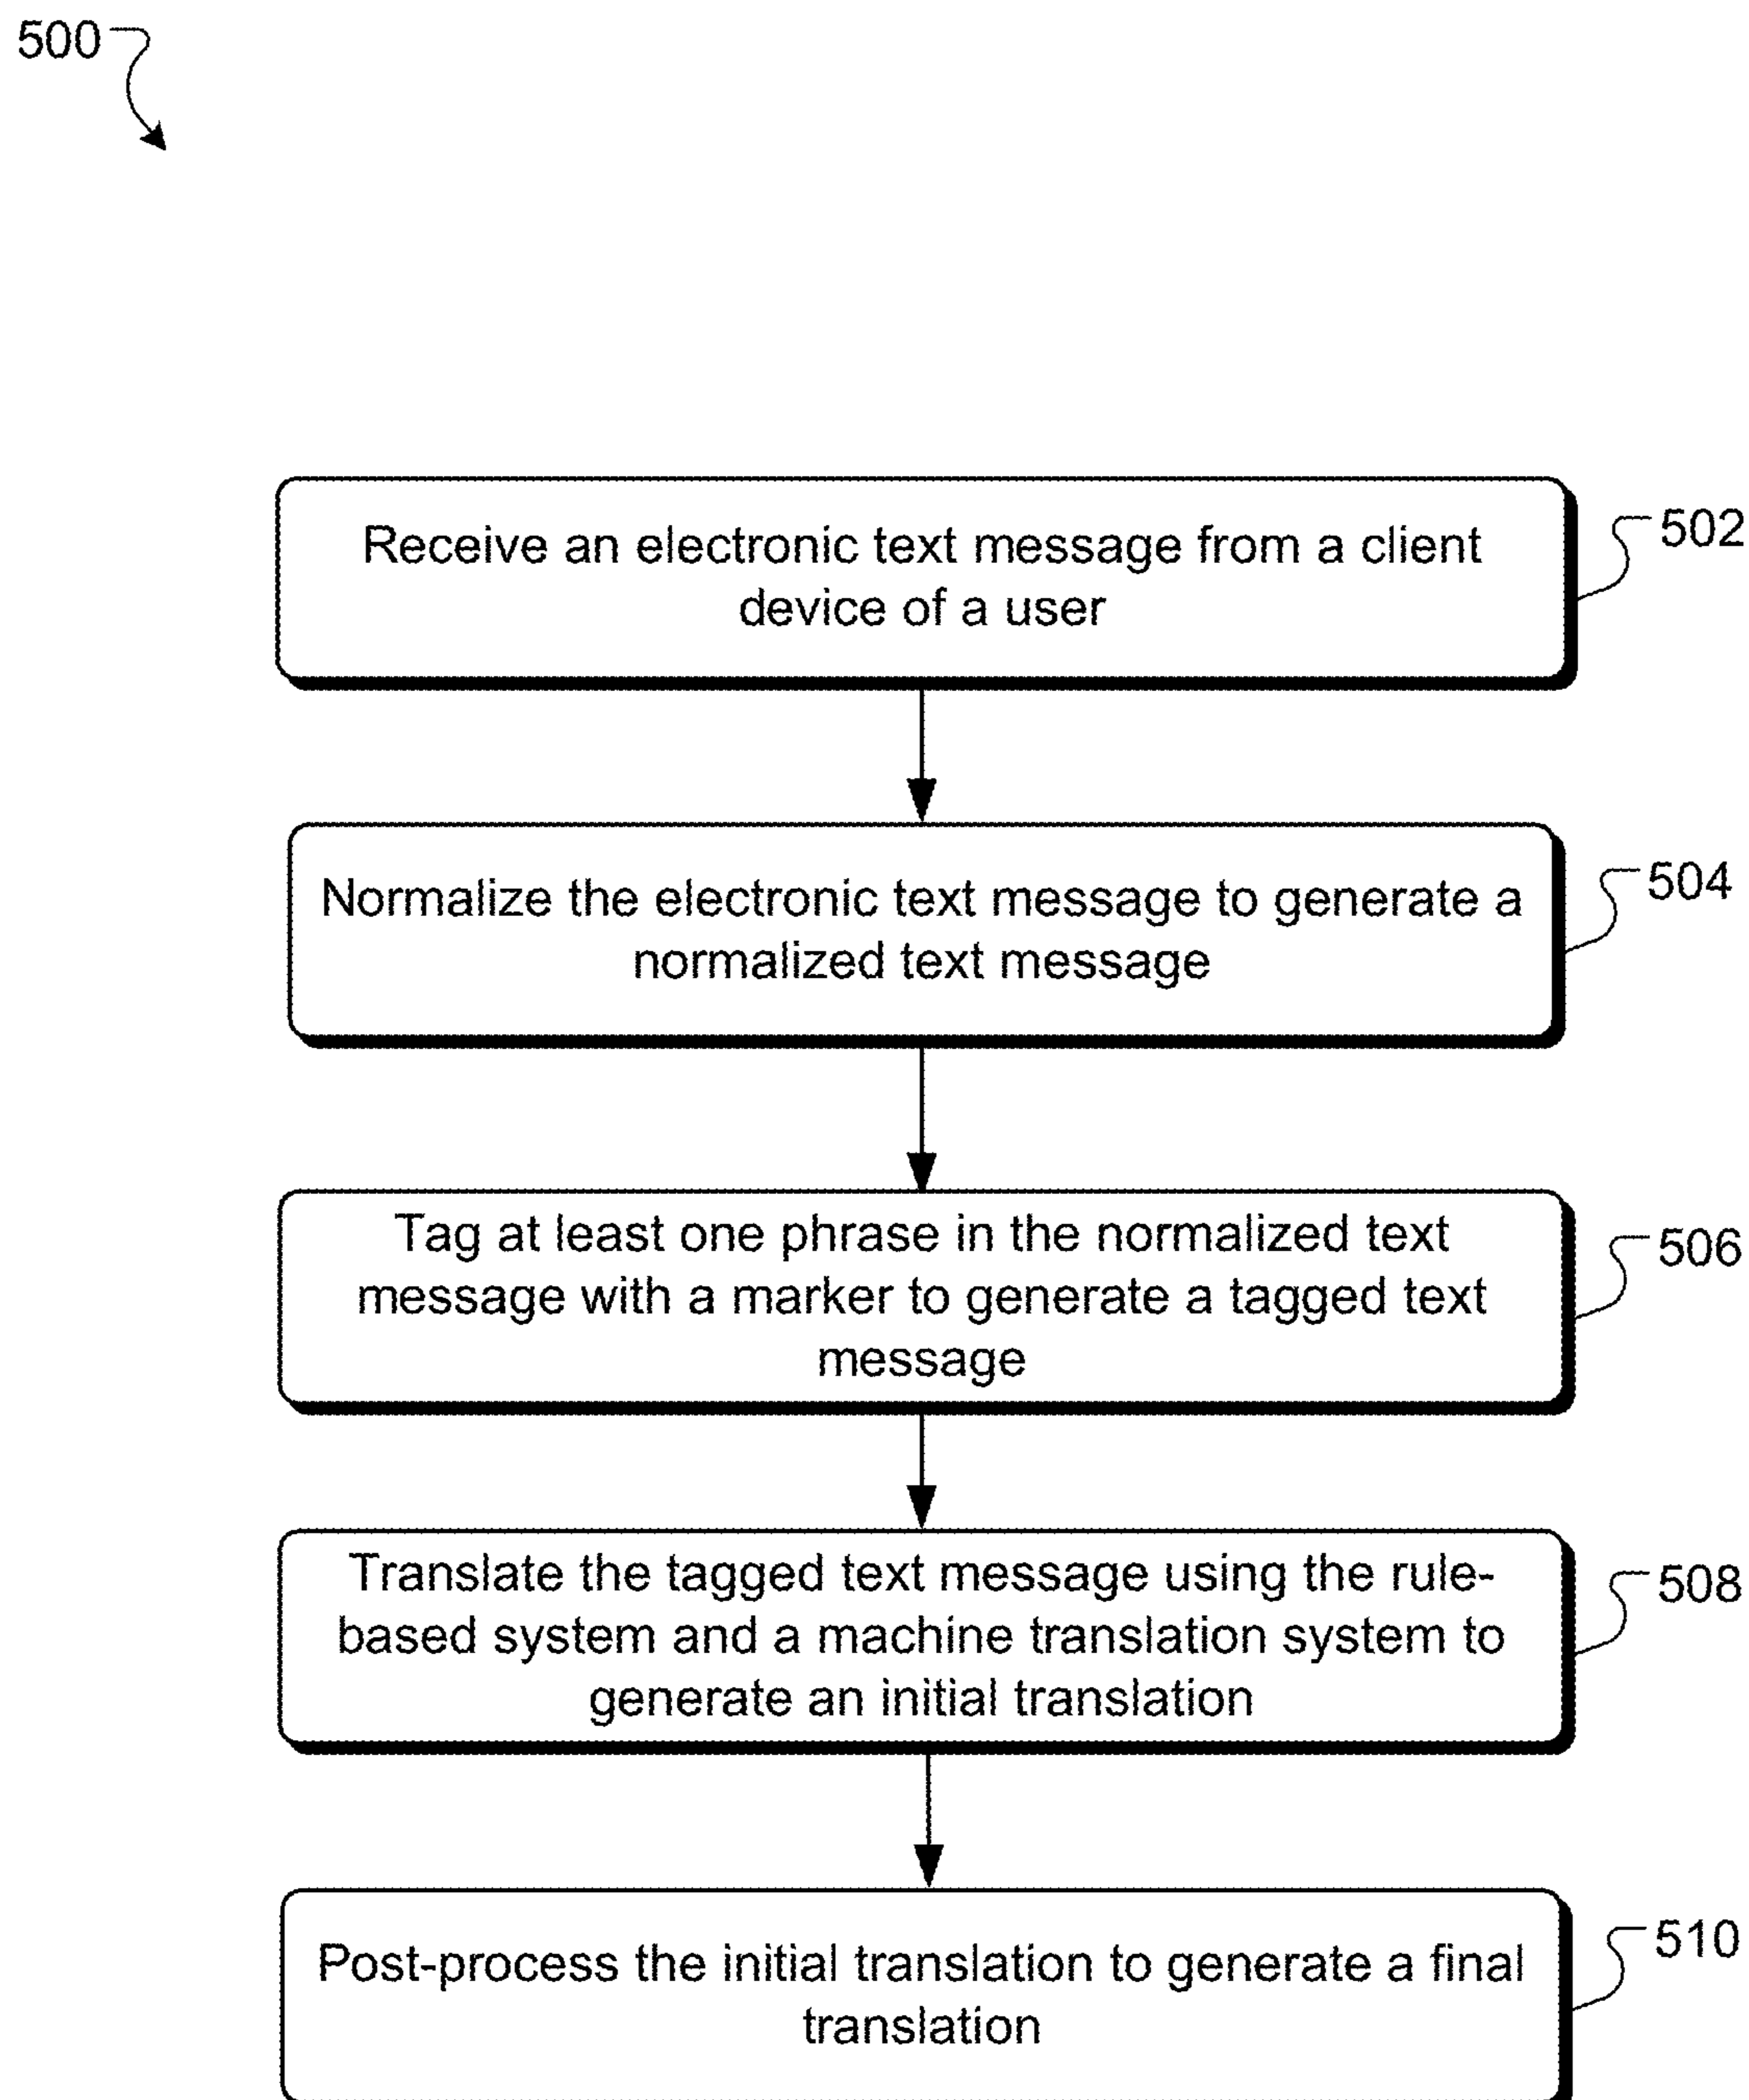 500
Receive an electronic text message from a client
device of a user
502
Normalize the electronic text message to generate a
normalized text message
504
Tag at least one phrase in the normalized text
message with a marker to generate a tagged text
message
506
Translate the tagged text message using the rule-
based system and a machine translation system to
generate an initial translation
508
Post-process the initial translation to generate a final
translation
510